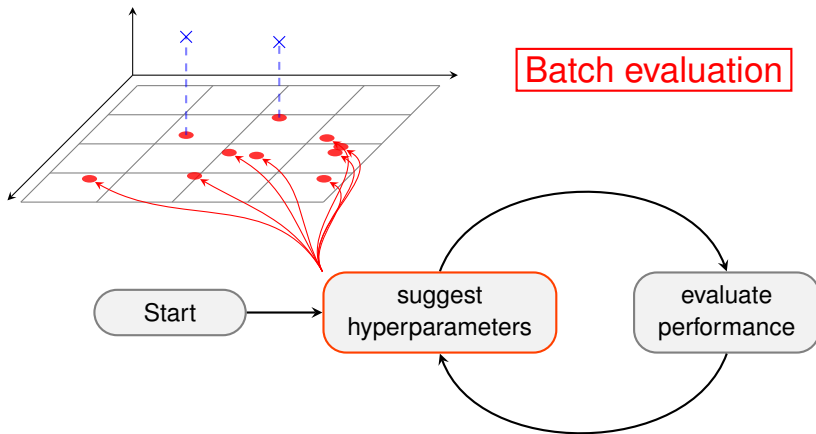 Batch evaluation
Start
suggest
hyperparameters
evaluate
performance